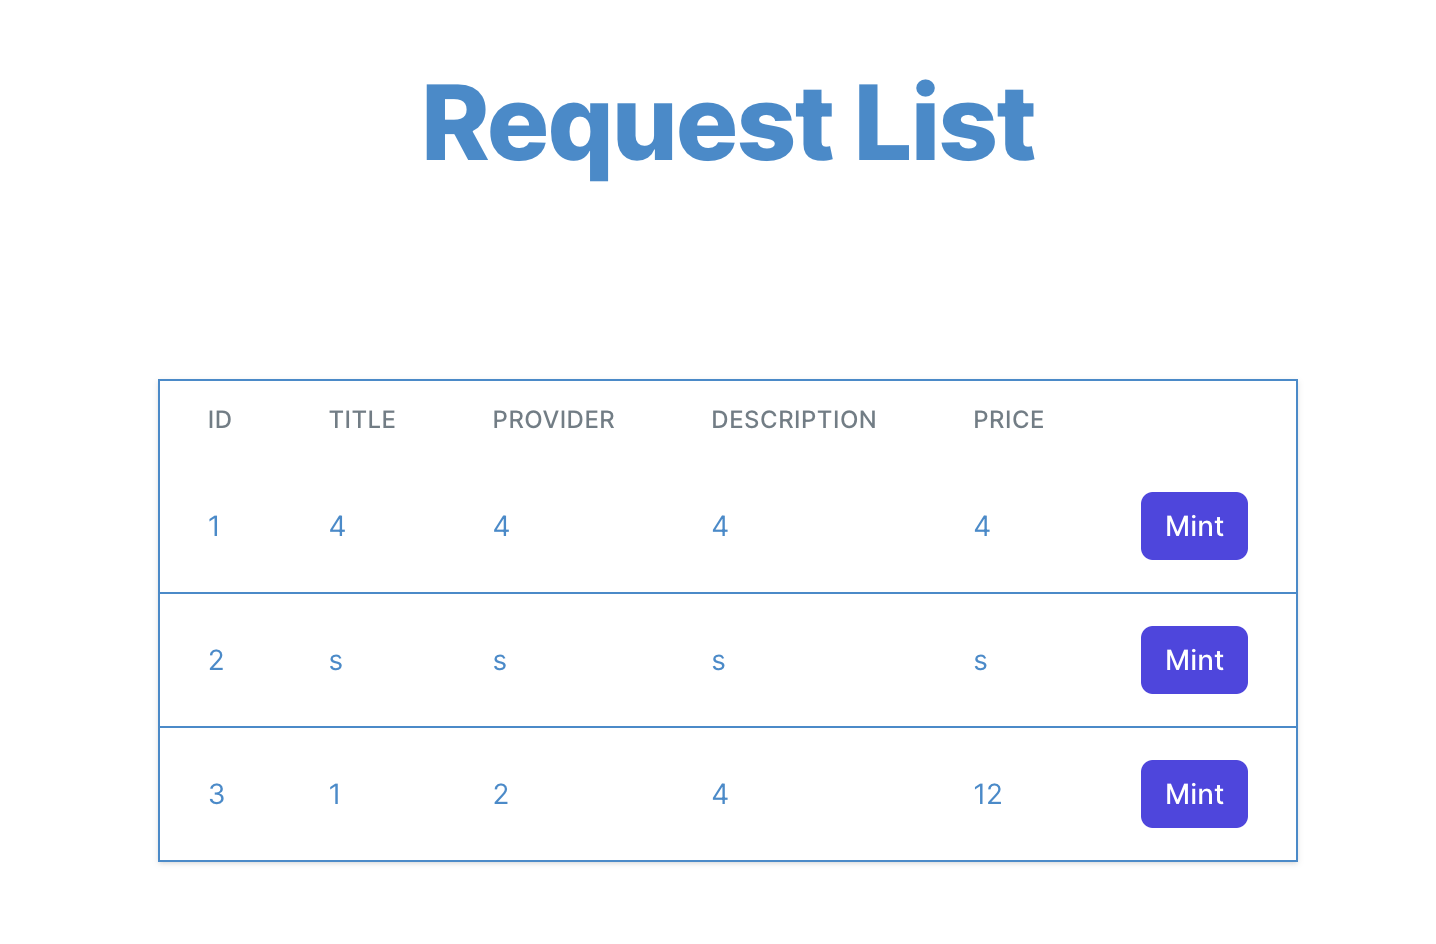 Request List
ID TITLE PROVIDER DESCRIPTION PRICE
1 4 4 4 4 Mint
2 s s s s Mint
3 1 2 4 12 Mint